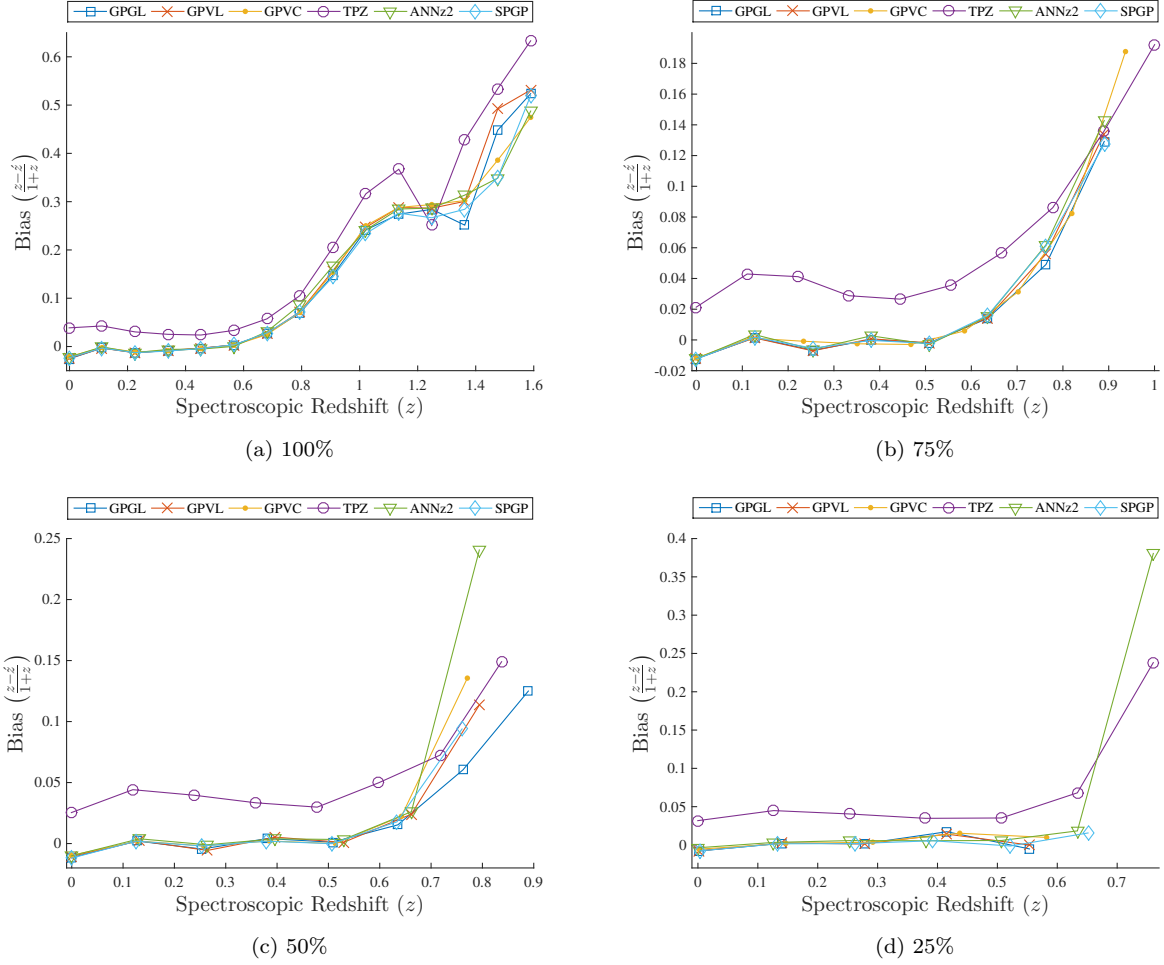 GPGL GPVL GPVC TPZ ANNz2 SPGP
0.6
0.5
0.4
0.3
0.2
0.1
0
Bias (z−ź/1+z)
0 0.2 0.4 0.6 0.8 1.0 1.2 1.4 1.6
Spectroscopic Redshift (z)
(a) 100%
GPGL GPVL GPVC TPZ ANNz2 SPGP
0.18
0.16
0.14
0.12
0.1
0.08
0.06
0.04
0.02
0
-0.02
Bias (z−ź/1+z)
0 0.1 0.2 0.3 0.4 0.5 0.6 0.7 0.8 0.9 1
Spectroscopic Redshift (z)
(b) 75%
GPGL GPVL GPVC TPZ ANNz2 SPGP
0.25
0.2
0.15
0.1
0.05
0
Bias (z−ź/1+z)
0 0.1 0.2 0.3 0.4 0.5 0.6 0.7 0.8 0.9
Spectroscopic Redshift (z)
(c) 50%
GPGL GPVL GPVC TPZ ANNz2 SPGP
0.4
0.35
0.3
0.25
0.2
0.15
0.1
0.05
0
Bias (z−ź/1+z)
0 0.1 0.2 0.3 0.4 0.5 0.6 0.7
Spectroscopic Redshift (z)
(d) 25%